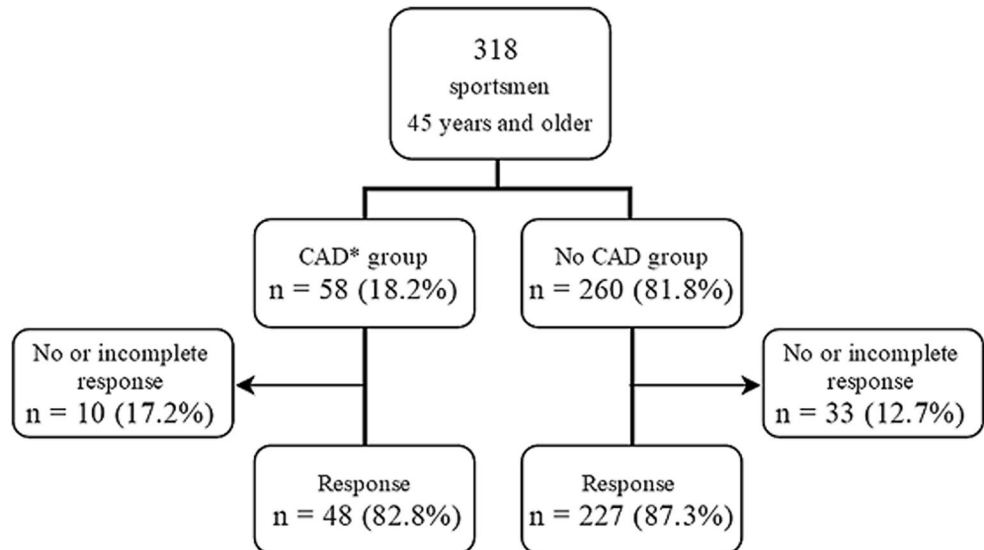 318
sportsmen
45 years and older
CAD* group
n = 58 (18.2%)
No CAD group
n = 260 (81.8%)
No or incomplete
response
n = 10 (17.2%)
No or incomplete
response
n = 33 (12.7%)
Response
n = 48 (82.8%)
Response
n = 227 (87.3%)